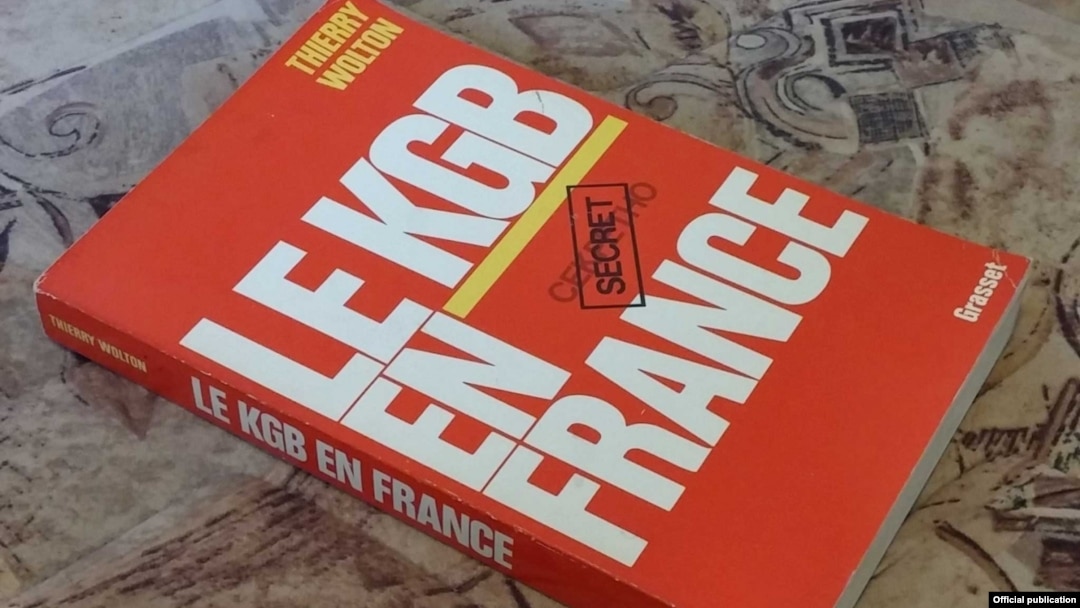 THIERRY
WOLTON
LE KGB
EN
FRANCE
SECRET
Grasset
THIERRY WOLTON
LE KGB EN FRANCE
Official publication